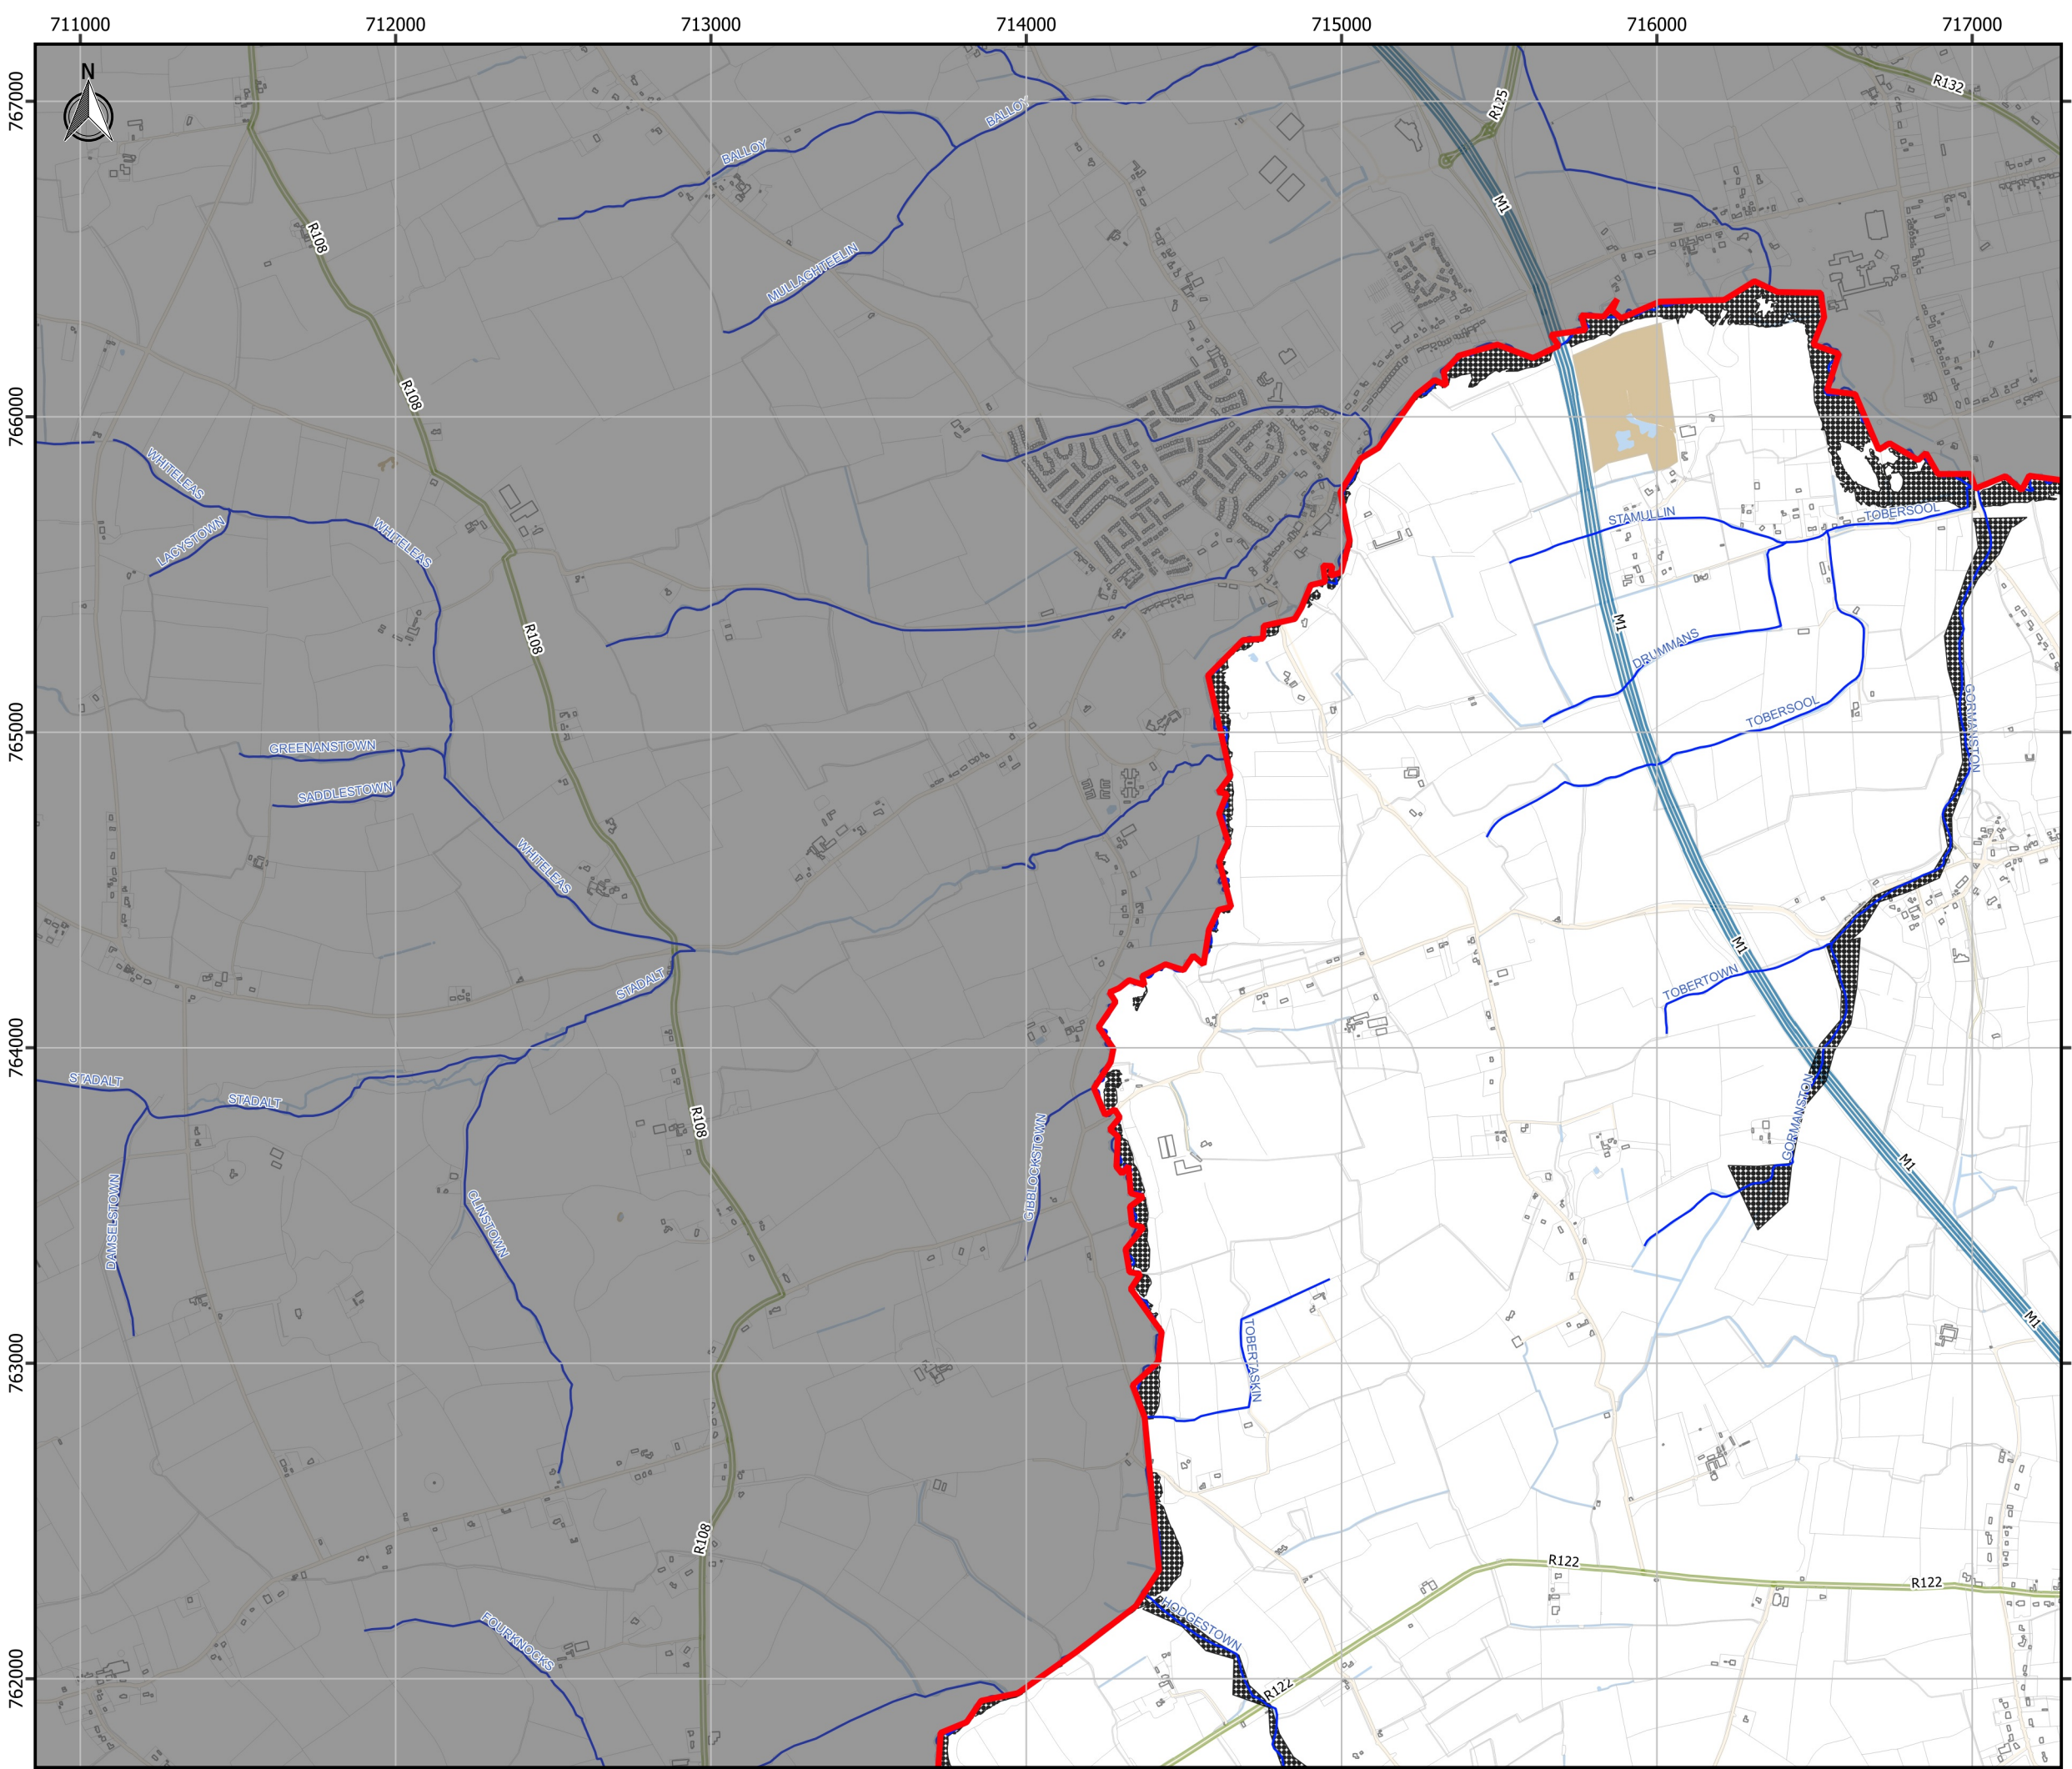 711000 712000 713000 714000 715000 716000 717000
767000
766000
765000
764000
763000
762000
N
R132
R125
BALLOY
BALLOY
M1
R108
MULLAGHTEELIN
R108
WHITELEAS
LACYSTOWN
WHITELEAS
STAMULLIN
TOBERSOOL
R108
M1
DRUMMANS
TOBERSOOL
GORMANSTON
GREENANSTOWN
SADDLESTOWN
WHITELEAS
M1
STADALT
TOBERTOWN
STADALT
STADALT
R108
GORMANSTON
GIBBLOCKSTOWN
M1
DAMSELSTOWN
CLINSTOWN
M1
TOBERTASKIN
R108
R122
R122
HODGESTOWN
FOURKNOCKS
R122